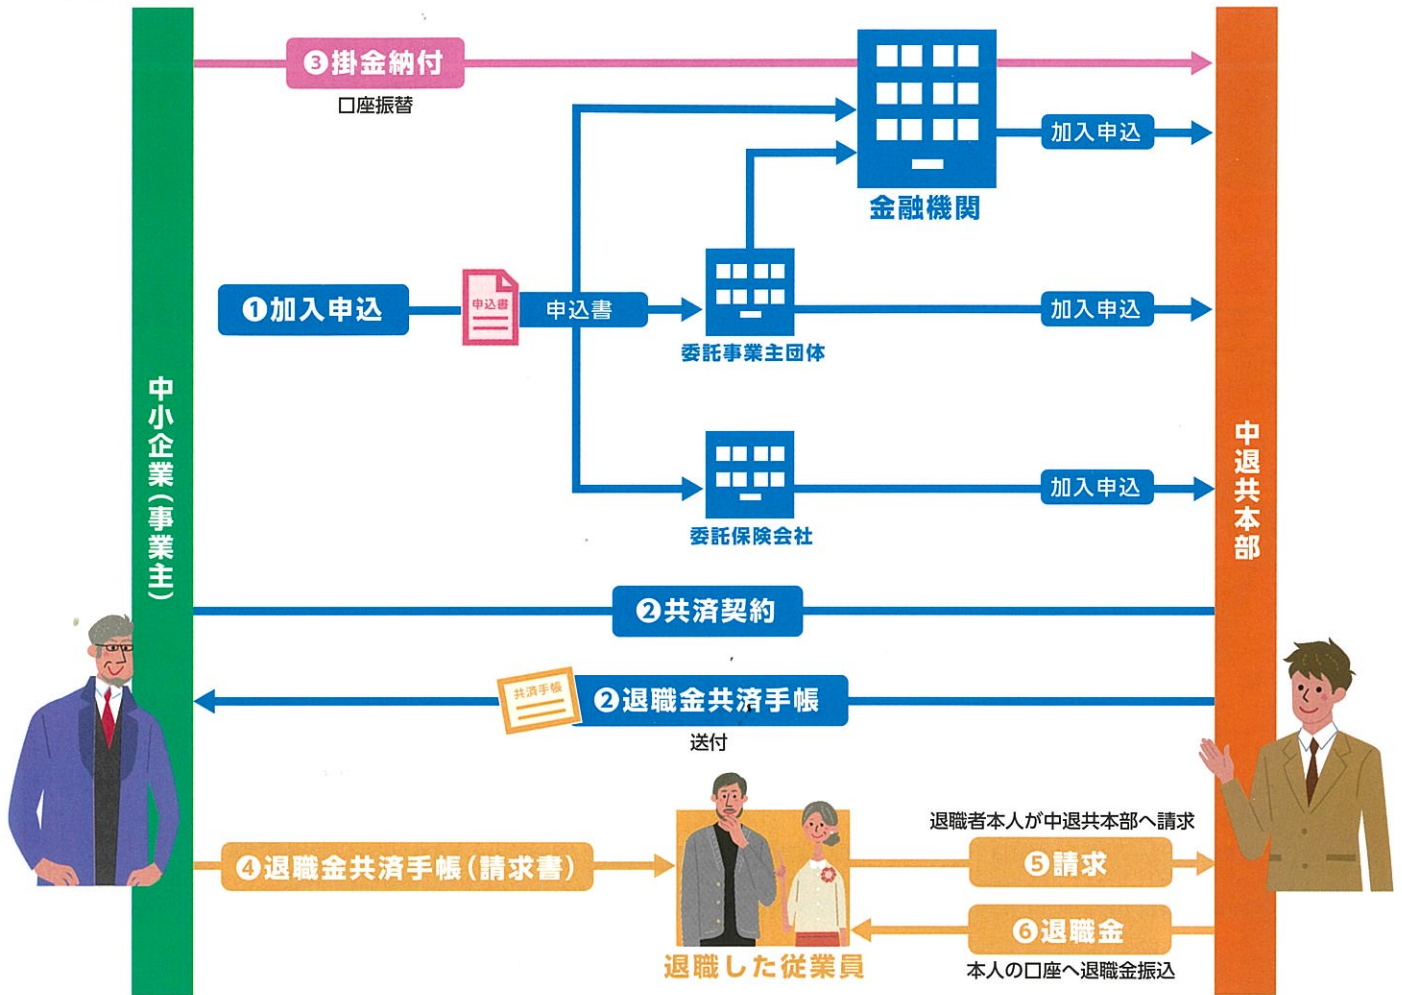 ❸掛金納付
口座振替
加入申込
金融機関
❶加入申込
申込書
申込書
加入申込
委託事業主団体
加入申込
委託保険会社
中小企業(事業主)
中退共本部
❷共済契約
共済手帳
❷退職金共済手帳
送付
退職者本人が中退共本部へ請求
❹退職金共済手帳(請求書)
❺請求
❻退職金
退職した従業員
本人の口座へ退職金振込